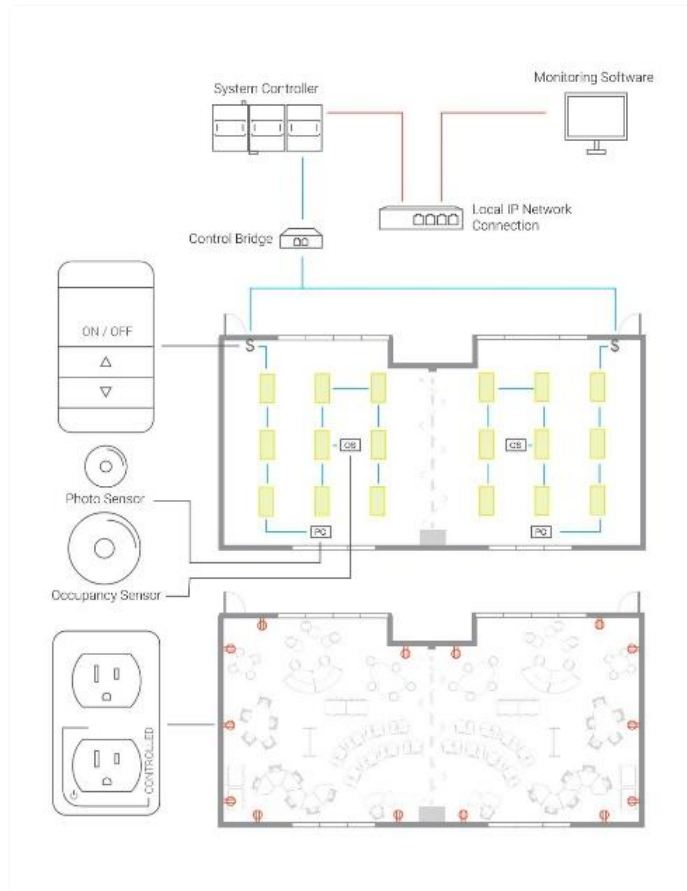 Monitoring Software
System Controller
Local IP Network
Connection
Control Bridge
ON / OFF
S
S
OS
OS
Photo Sensor
PC
PC
Occupancy Sensor
CONTROLLED